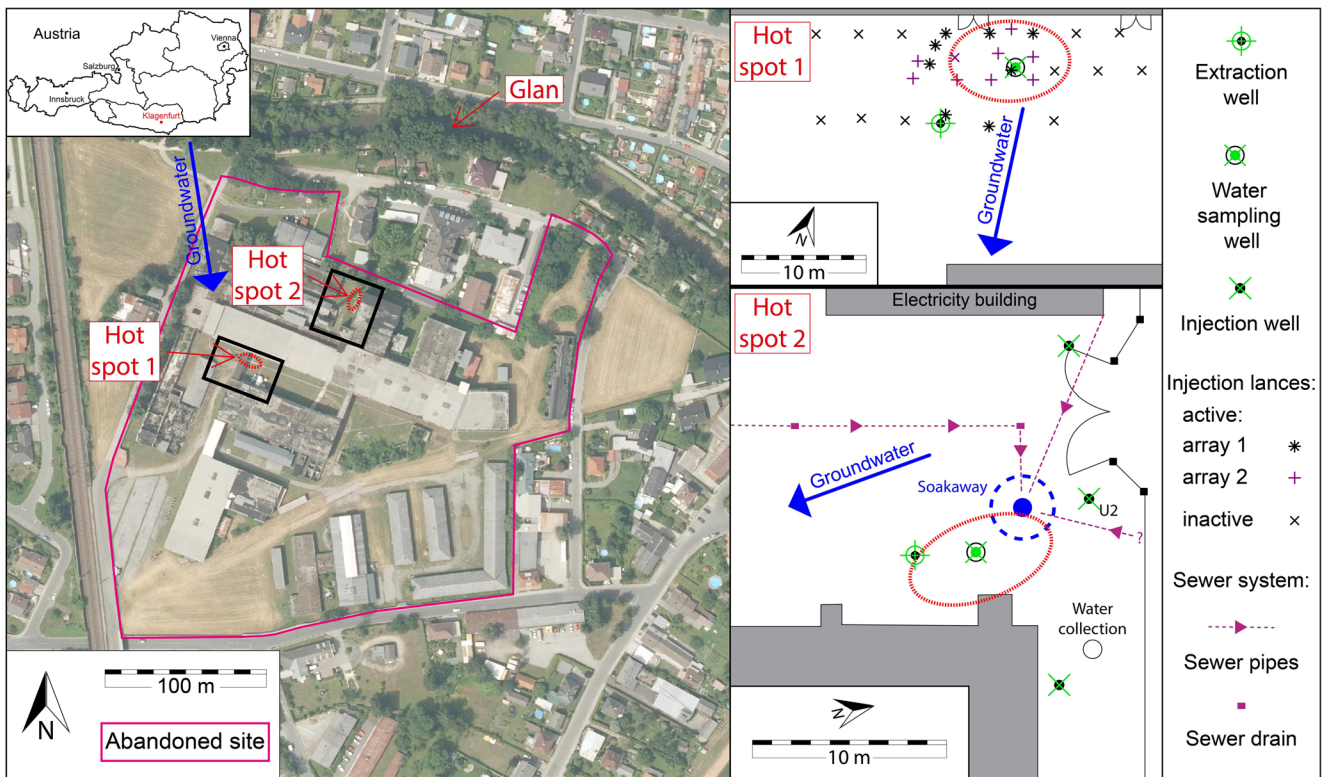 Austria
Vienna
Salzburg
Innsbruck
Klagenfurt
Glan
Groundwater
Hot
spot 2
Hot
spot 1
N
100 m
Abandoned site
Hot
spot 1
Groundwater
N
10 m
Hot
spot 2
Electricity building
Groundwater
Soakaway
U2
?
Water
collection
N
10 m
Extraction
well
Water
sampling
well
Injection well
Injection lances:
active:
array 1
array 2
inactive
Sewer system:
Sewer pipes
Sewer drain